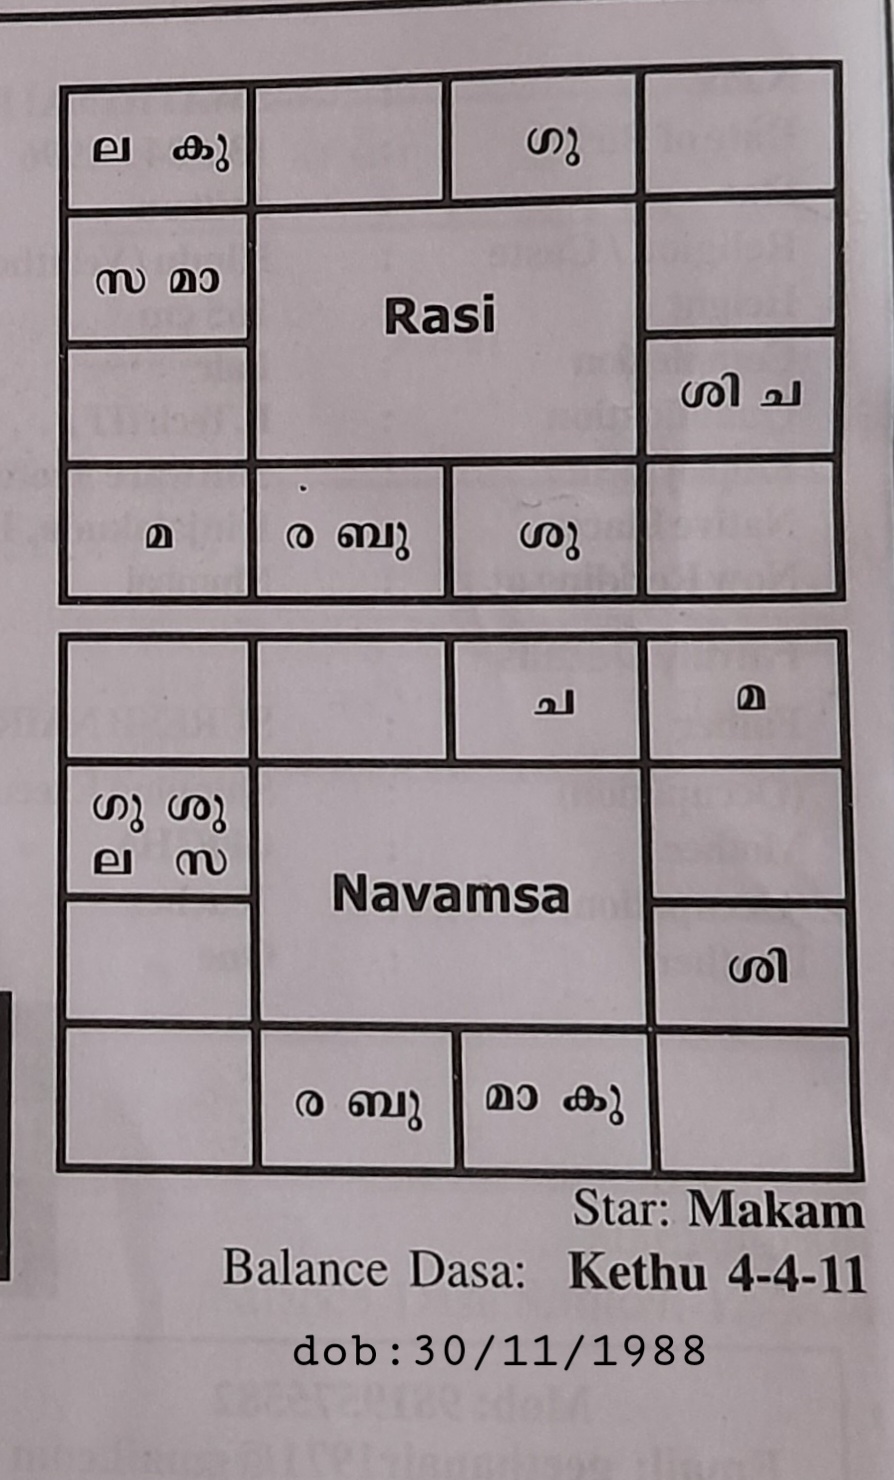 ല കു
ഗു
സ മാ
Rasi
ശി ച
മ
ര ബു
ശു
ച
മ
ഗു ശു
ല സ
Navamsa
ശി
ര ബു
മാ കു
Star: Makam
Balance Dasa: Kethu 4-4-11
dob:30/11/1988